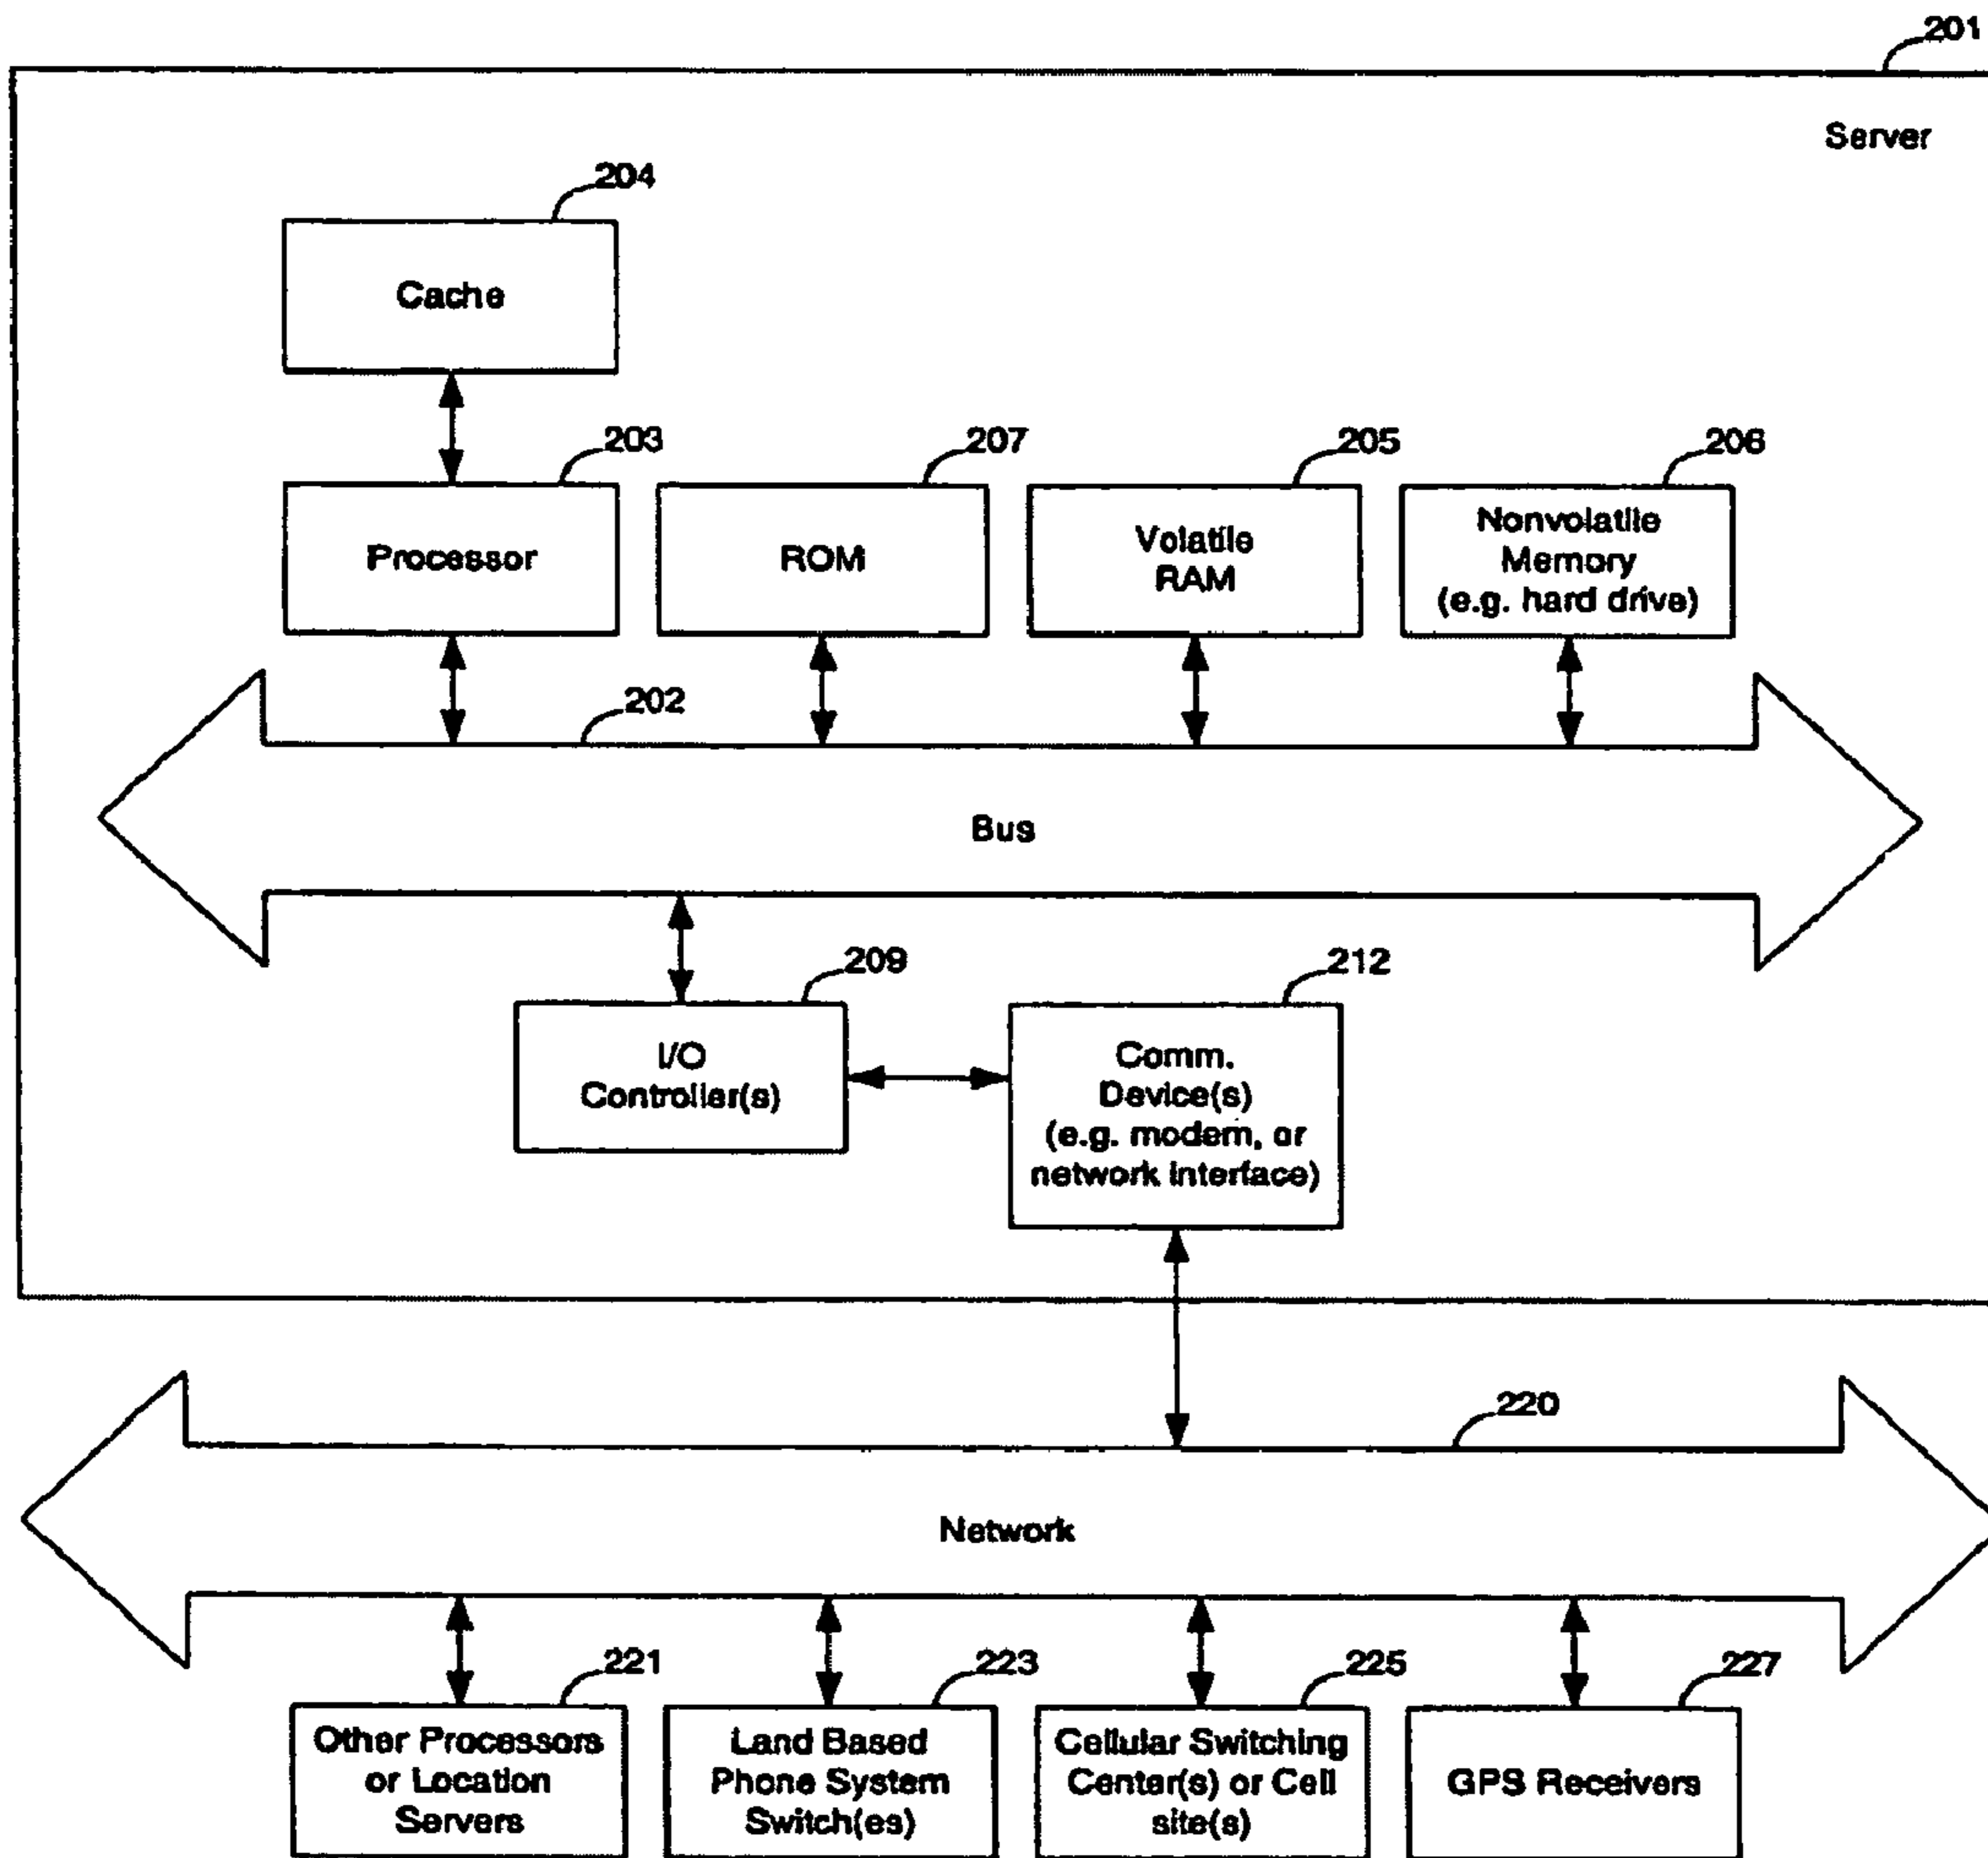 201
Server
204
Cache
203
207
205
206
Processor
ROM
Volatile
RAM
Nonvolatile
Memory
(e.g. hard drive)
202
Bus
209
212
I/O
Controller(s)
Comm.
Device(s)
(e.g. modem, or
network interface)
220
Network
221
223
225
227
Other Processors
or Location
Servers
Land Based
Phone System
Switch(es)
Cellular Switching
Center(s) or Cell
site(s)
GPS Receivers